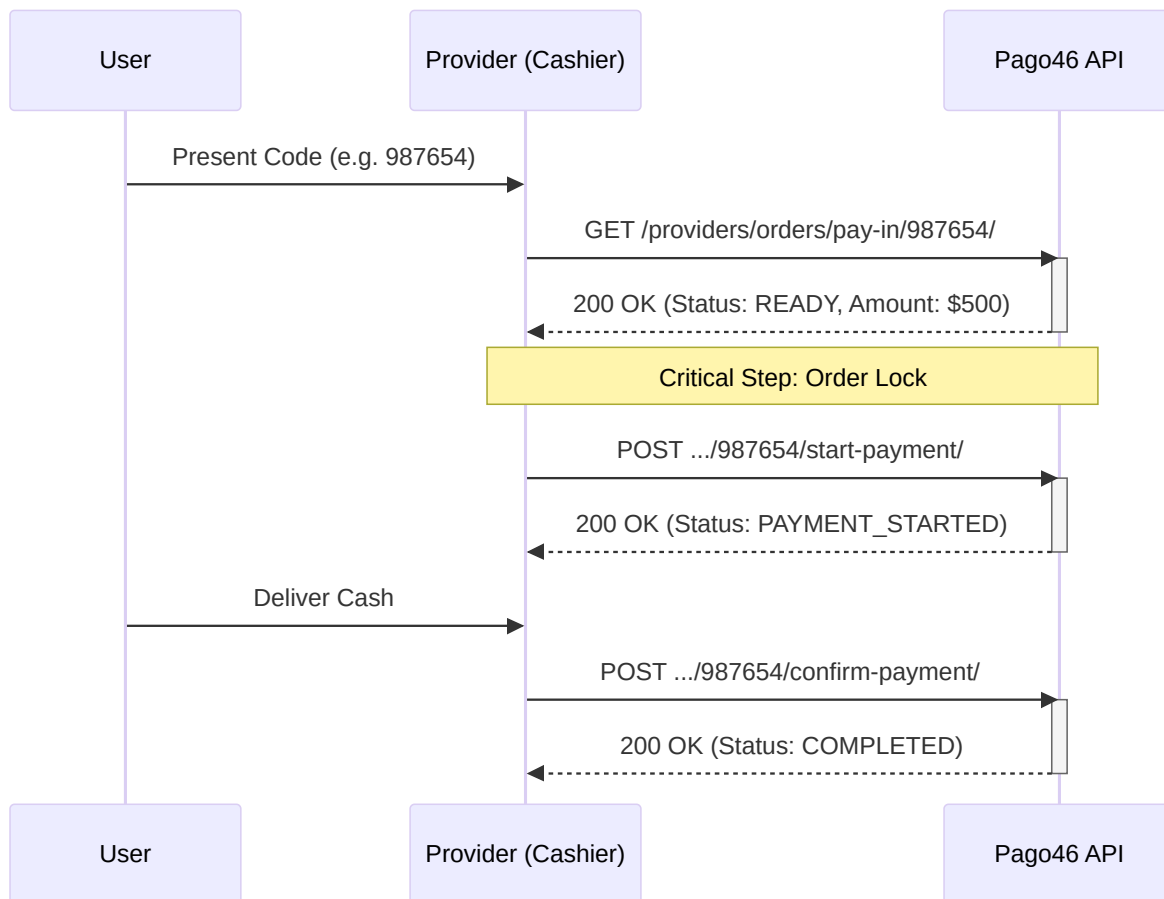 User
Provider (Cashier)
Pago46 API
Present Code (e.g. 987654)
GET /providers/orders/pay-in/987654/
200 OK (Status: READY, Amount: $500)
Critical Step: Order Lock
POST .../987654/start-payment/
200 OK (Status: PAYMENT_STARTED)
Deliver Cash
POST .../987654/confirm-payment/
200 OK (Status: COMPLETED)
User
Provider (Cashier)
Pago46 API